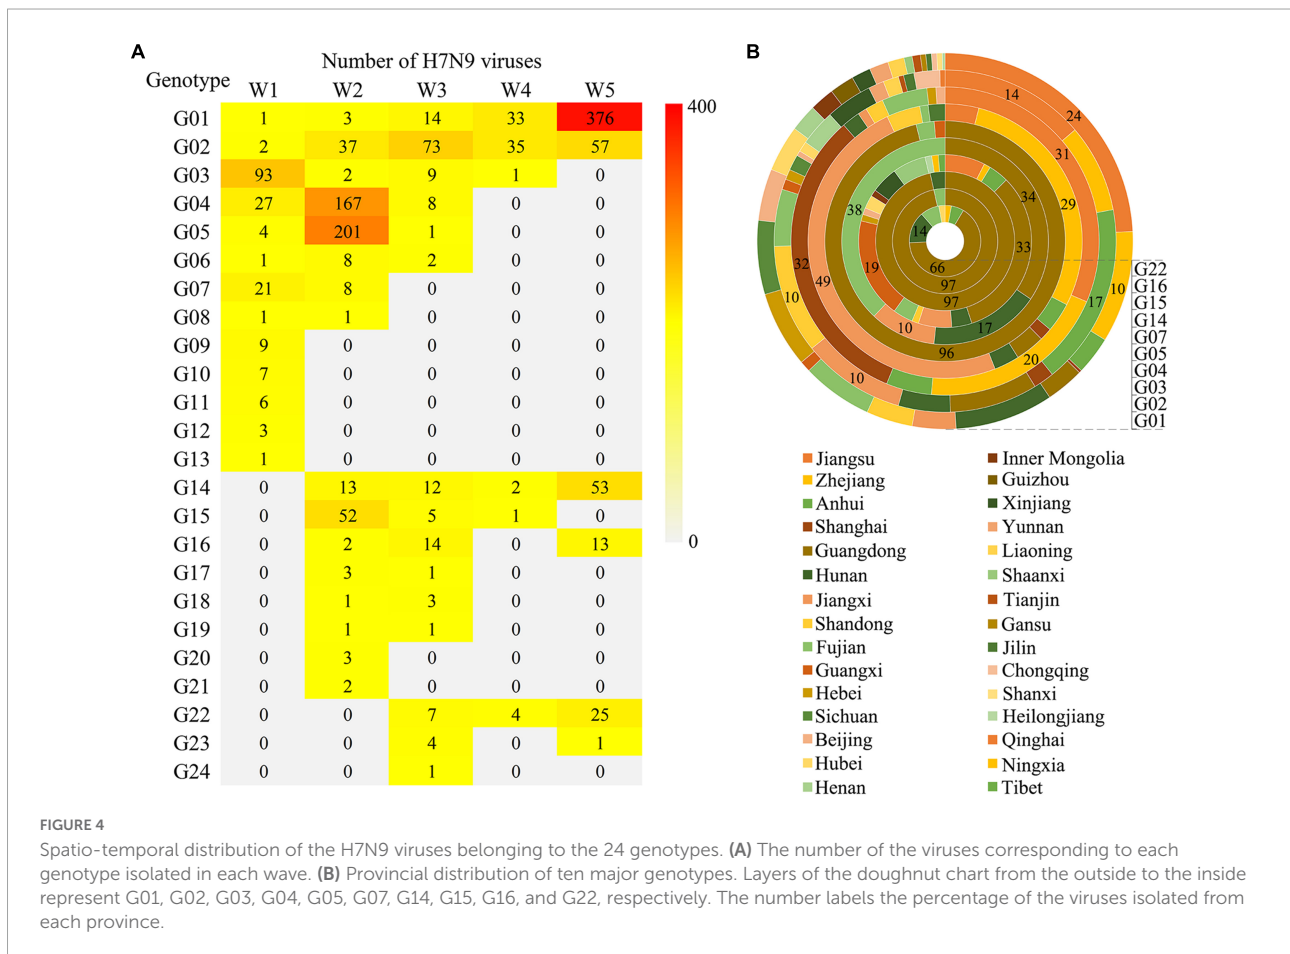 A
Number of H7N9 viruses
Genotype W1 W2 W3 W4 W5
G01 1 3 14 33 376
G02 2 37 73 35 57
G03 93 2 9 1 0
G04 27 167 8 0 0
G05 4 201 1 0 0
G06 1 8 2 0 0
G07 21 8 0 0 0
G08 1 1 0 0 0
G09 9 0 0 0 0
G10 7 0 0 0 0
G11 6 0 0 0 0
G12 3 0 0 0 0
G13 1 0 0 0 0
G14 0 13 12 2 53
G15 0 52 5 1 0
G16 0 2 14 0 13
G17 0 3 1 0 0
G18 0 1 3 0 0
G19 0 1 1 0 0
G20 0 3 0 0 0
G21 0 2 0 0 0
G22 0 0 7 4 25
G23 0 0 4 0 1
G24 0 0 1 0 0
400
0
B
14
24
31
34
29
38
14
33
32
19
66
49
97
10
17
10
97
10
17
96
20
10
G22
G16
G15
G14
G07
G05
G04
G03
G02
G01
Jiangsu
Zhejiang
Anhui
Shanghai
Guangdong
Hunan
Jiangxi
Shandong
Fujian
Guangxi
Hebei
Sichuan
Beijing
Hubei
Henan
Inner Mongolia
Guizhou
Xinjiang
Yunnan
Liaoning
Shaanxi
Tianjin
Gansu
Jilin
Chongqing
Shanxi
Heilongjiang
Qinghai
Ningxia
Tibet
FIGURE 4
Spatio-temporal distribution of the H7N9 viruses belonging to the 24 genotypes. (A) The number of the viruses corresponding to each
genotype isolated in each wave. (B) Provincial distribution of ten major genotypes. Layers of the doughnut chart from the outside to the inside
represent G01, G02, G03, G04, G05, G07, G14, G15, G16, and G22, respectively. The number labels the percentage of the viruses isolated from
each province.